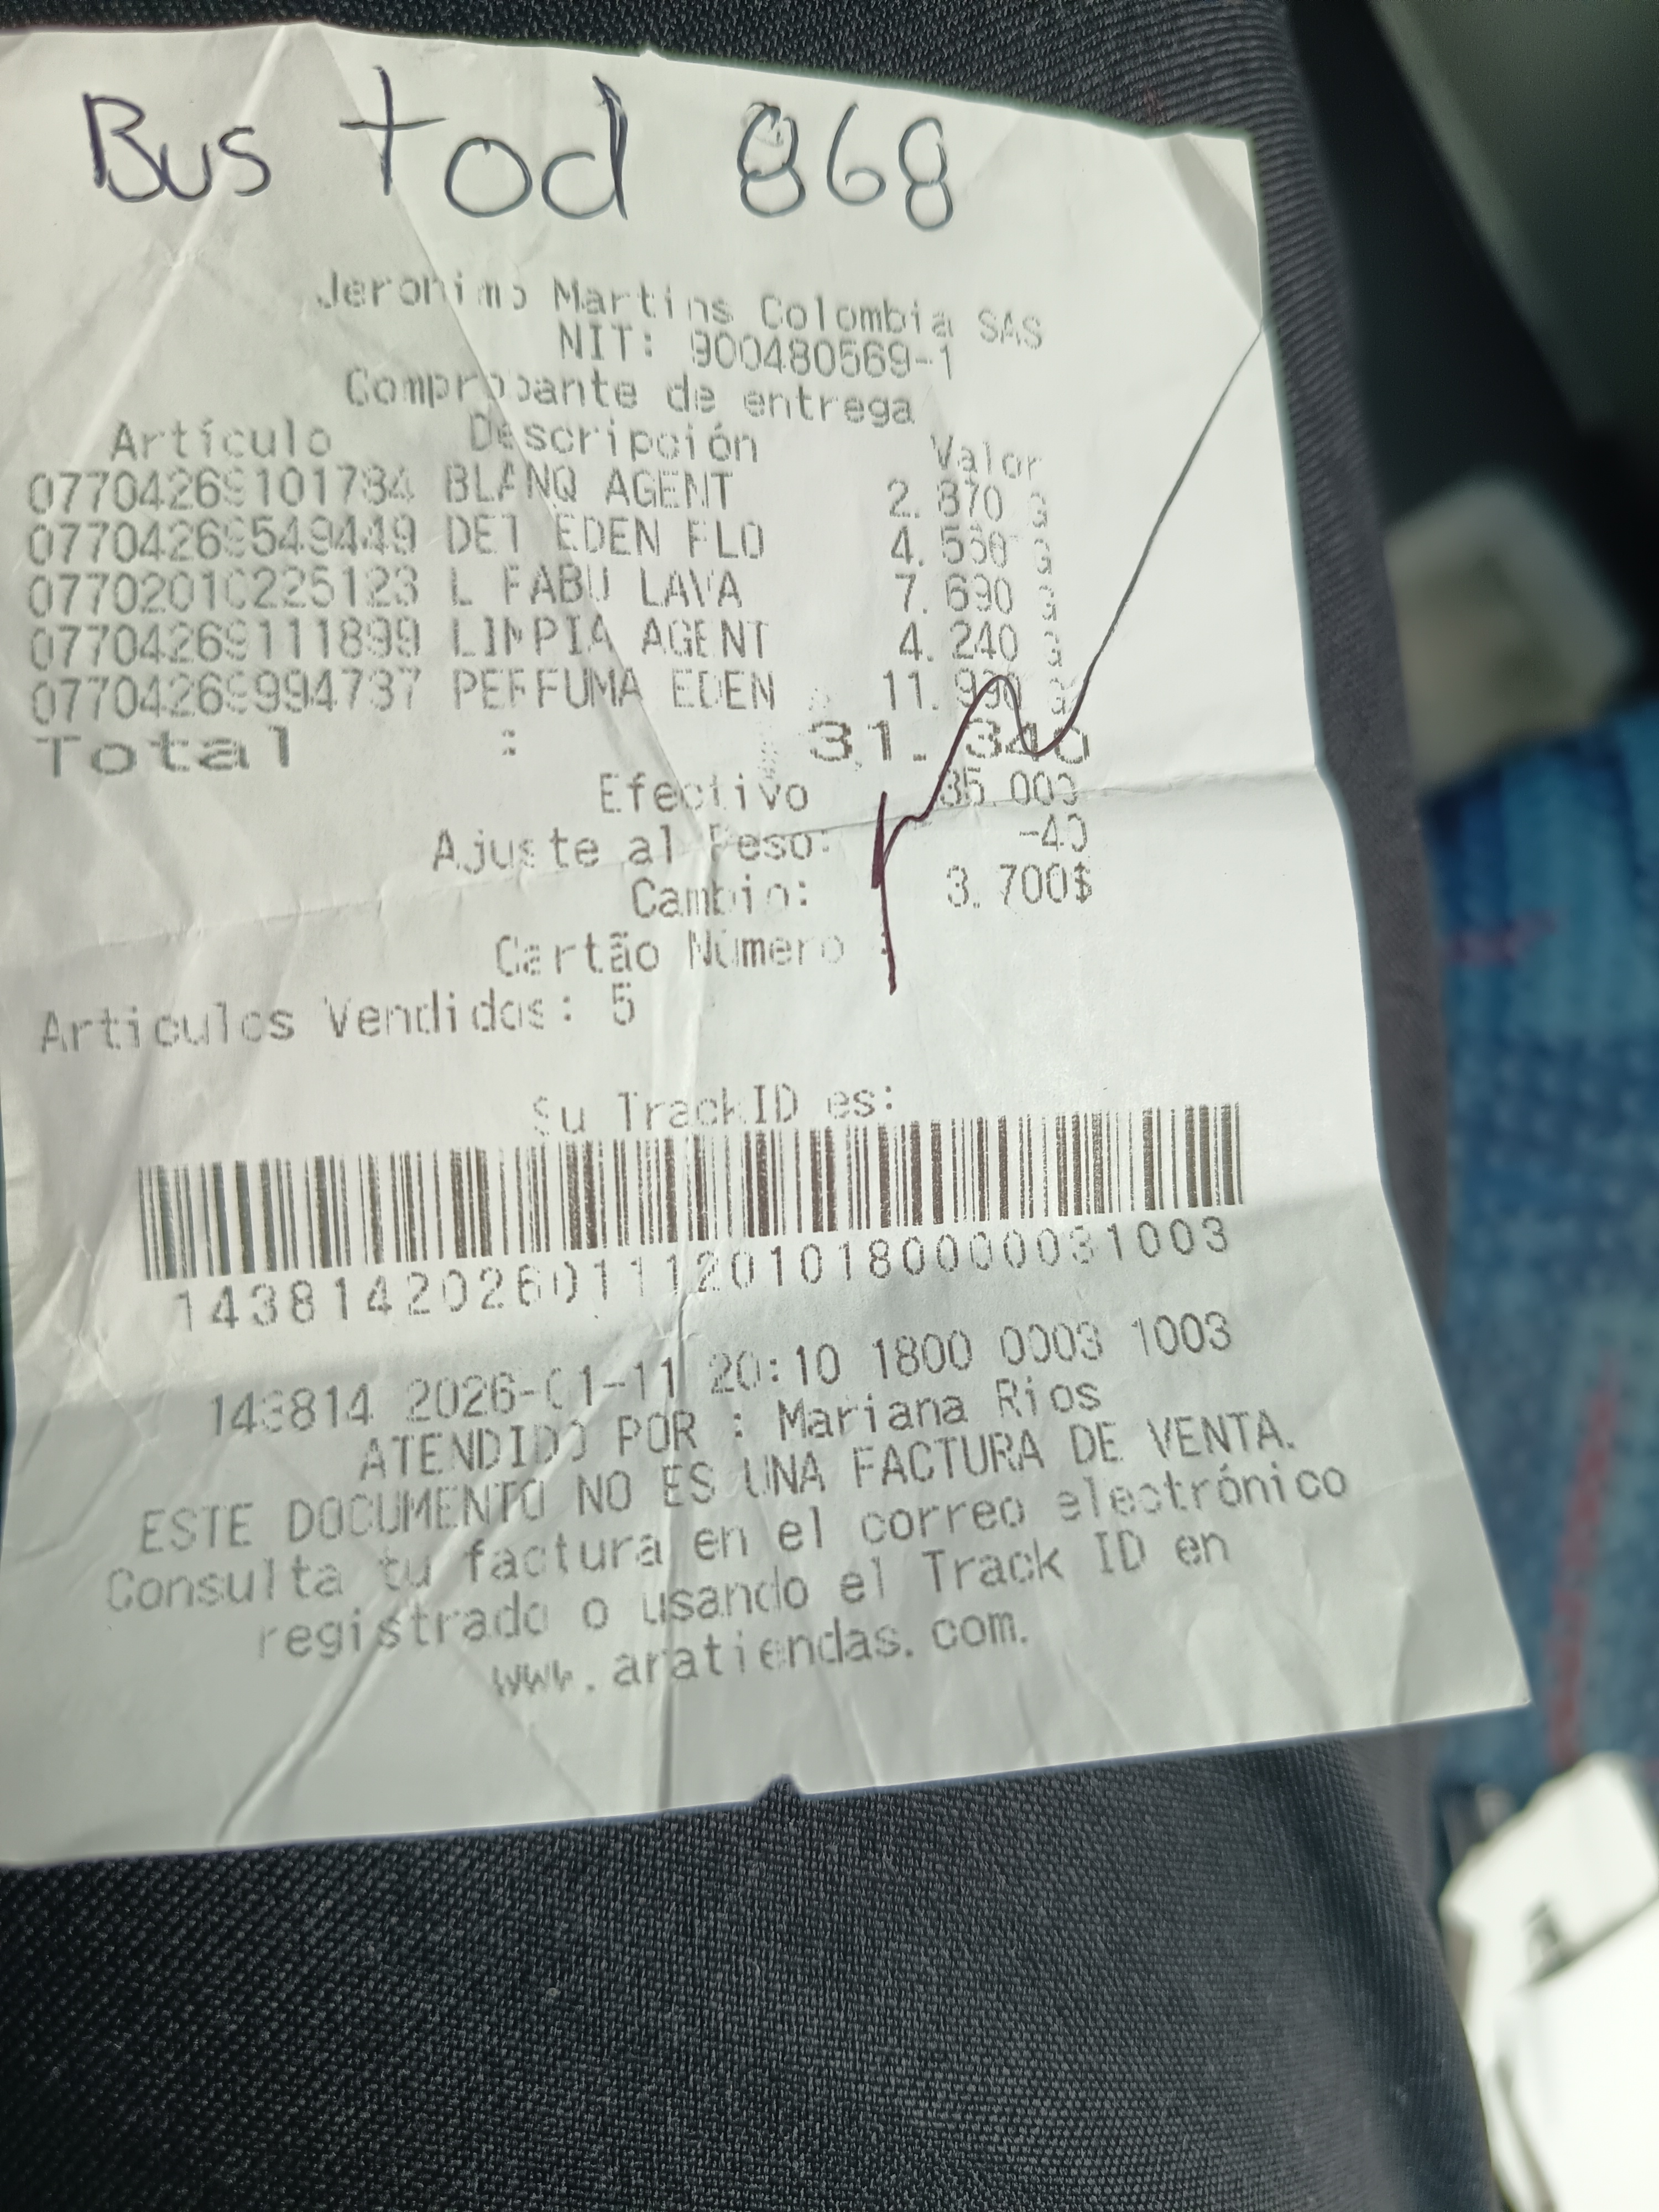 Bus tod 868
Jeronimo Martins Colombia SAS
NIT: 900480569-1
Comprobante de entrega
Artículo Descripción Valor
07704269101784 BLANQ AGENT 2.870 G
07704269549449 DET EDEN FLO 4.550 G
07702010225123 L FABU LAVA 7.690 G
07704269111899 LIMPIA AGENT 4.240 G
07704269994737 PERFUMA EDEN 11.990 G
Total : 31.340
Efectivo 35.000
Ajuste al Peso: -40
Cambio: 3.700$
Cartão Número :
Articulos Vendidos: 5
Su TrackID es:
1438142026011120101800000031003
143814 2026-01-11 20:10 1800 0003 1003
ATENDIDO POR : Mariana Rios
ESTE DOCUMENTO NO ES UNA FACTURA DE VENTA.
Consulta tu factura en el correo electrónico
registrado o usando el Track ID en
www.aratiendas.com.